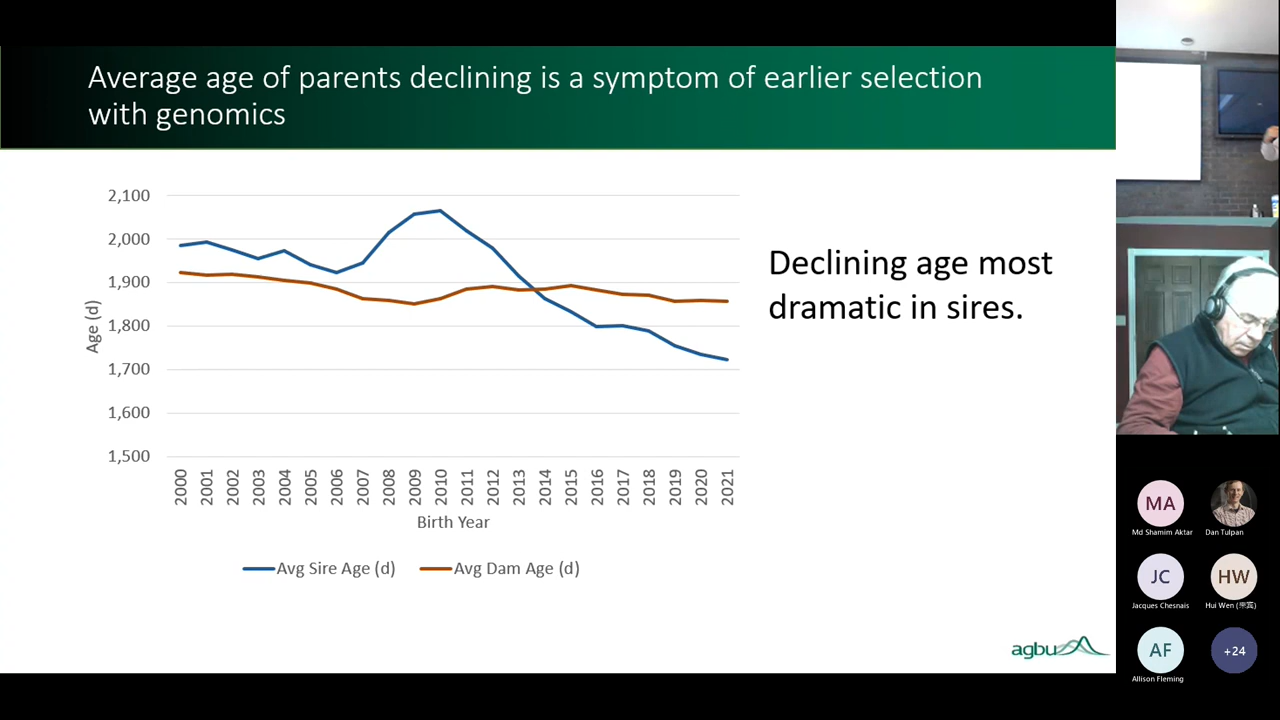 Average age of parents declining is a symptom of earlier selection
with genomics
2,100
2,000
1,900
1,800
1,700
1,600
1,500
Age (d)
2000
2001
2002
2003
2004
2005
2006
2007
2008
2009
2010
2011
2012
2013
2014
2015
2016
2017
2018
2019
2020
2021
Birth Year
Avg Sire Age (d)
Avg Dam Age (d)
Declining age most
dramatic in sires.
agbu
MA
Md Shamim Aktar
Dan Tulpan
JC
Jacques Chesnais
HW
Hui Wen
AF
Allison Fleming
+24